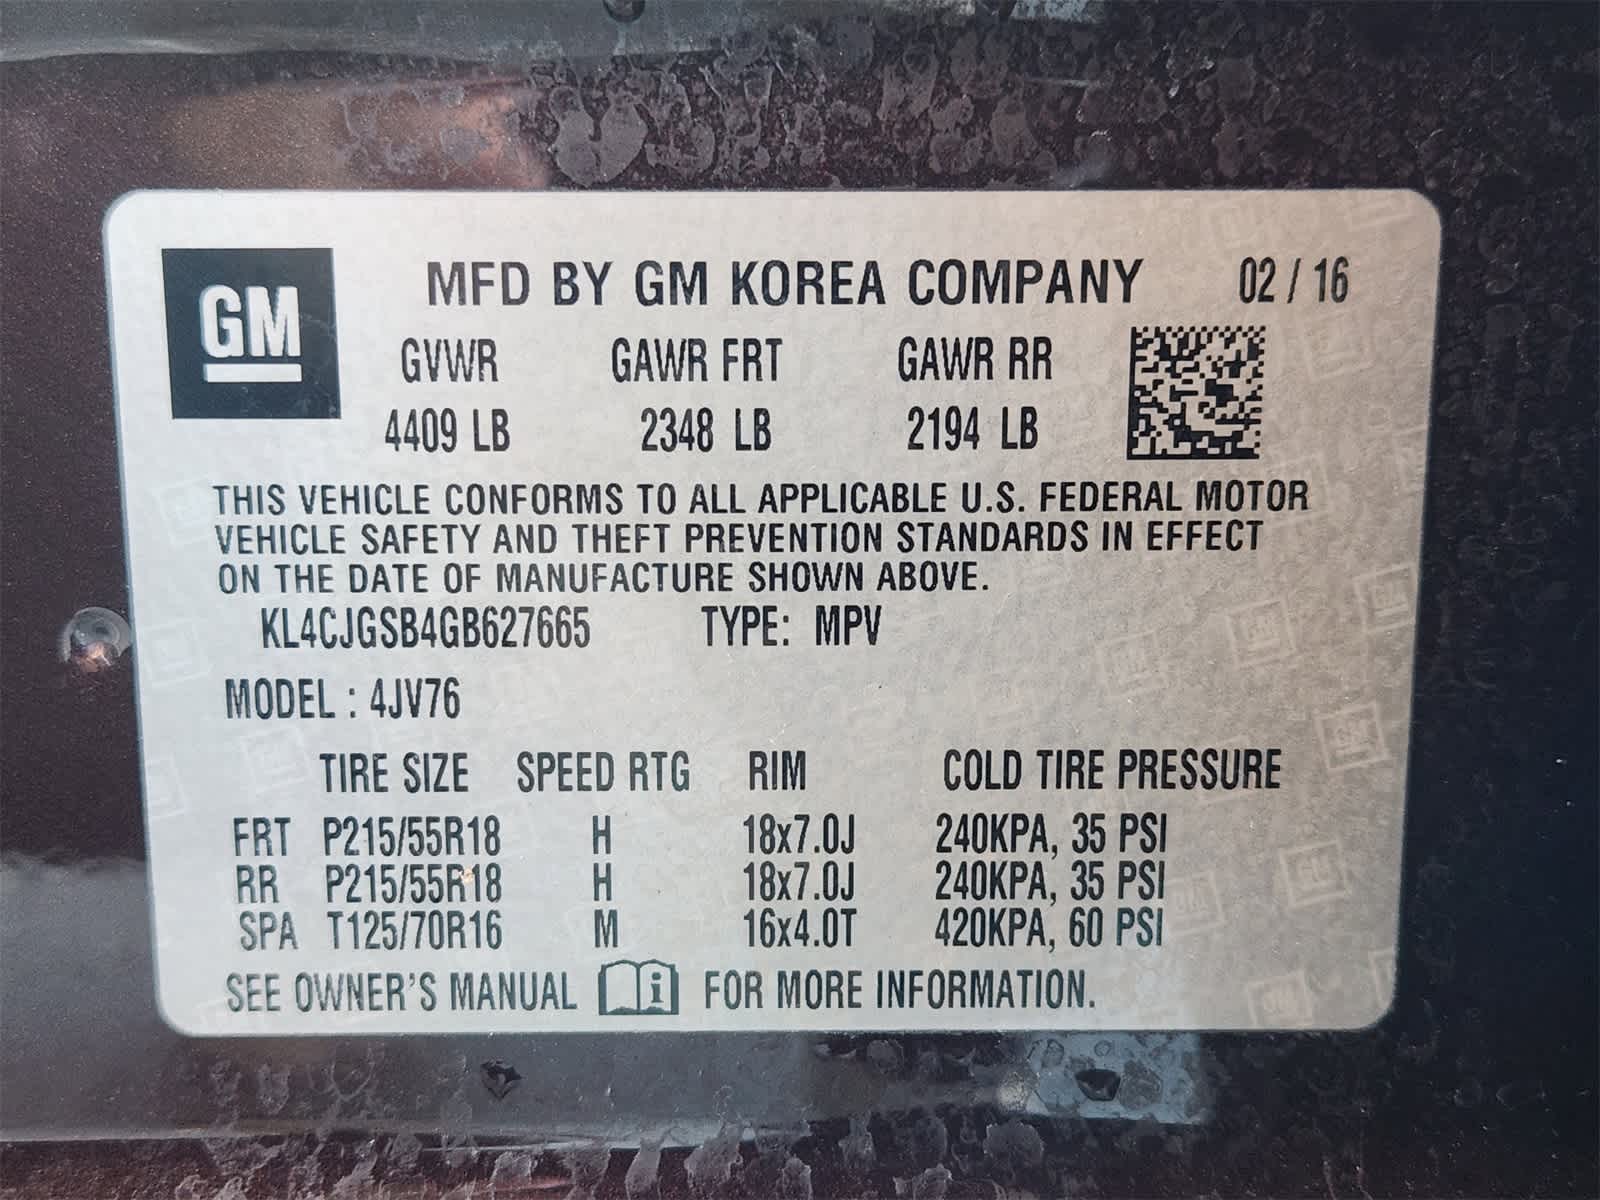 GM
MFD BY GM KOREA COMPANY 02 / 16
GVWR GAWR FRT GAWR RR
4409 LB 2348 LB 2194 LB
THIS VEHICLE CONFORMS TO ALL APPLICABLE U.S. FEDERAL MOTOR
VEHICLE SAFETY AND THEFT PREVENTION STANDARDS IN EFFECT
ON THE DATE OF MANUFACTURE SHOWN ABOVE.
KL4CJGSB4GB627665 TYPE: MPV
MODEL : 4JV76
TIRE SIZE SPEED RTG RIM COLD TIRE PRESSURE
FRT P215/55R18 H 18x7.0J 240KPA, 35 PSI
RR P215/55R18 H 18x7.0J 240KPA, 35 PSI
SPA T125/70R16 M 16x4.0T 420KPA, 60 PSI
SEE OWNER'S MANUAL i FOR MORE INFORMATION.